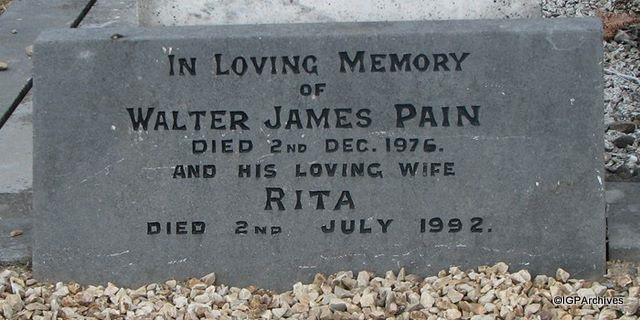 In Loving Memory
OF
Walter James Pain
DIED 2ND DEC. 1976.
AND HIS LOVING WIFE
RITA
DIED 2ND JULY 1992.
©IGPArchives